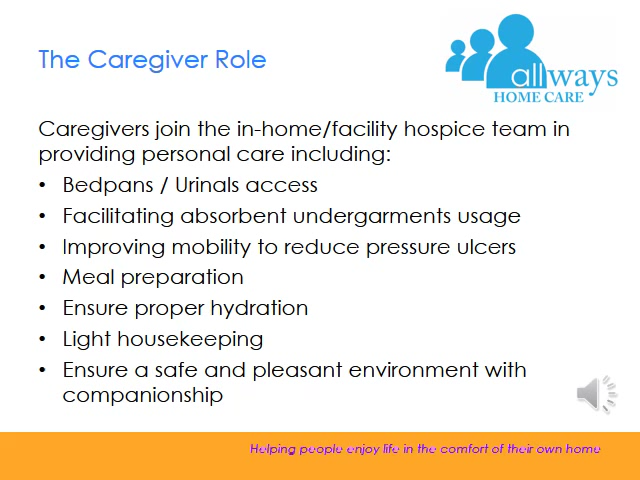 The Caregiver Role
allways
HOME CARE
Caregivers join the in-home/facility hospice team in
providing personal care including:
• Bedpans / Urinals access
• Facilitating absorbent undergarments usage
• Improving mobility to reduce pressure ulcers
• Meal preparation
• Ensure proper hydration
• Light housekeeping
• Ensure a safe and pleasant environment with
companionship
Helping people enjoy life in the comfort of their own home